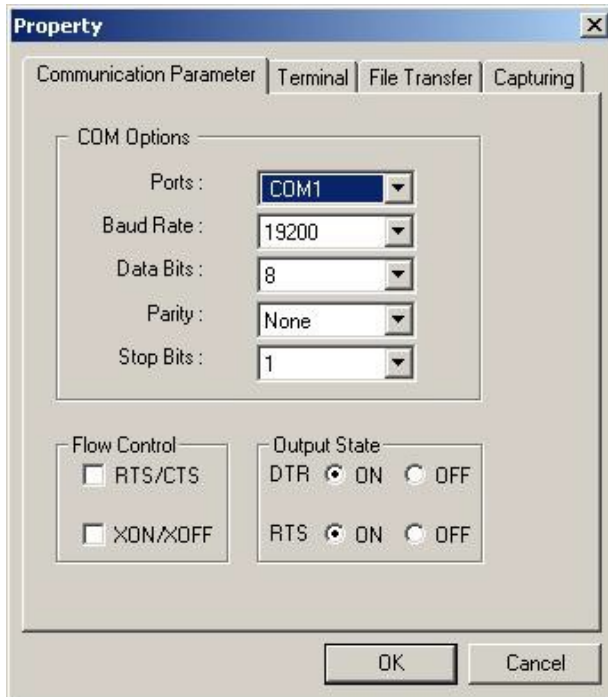 Property
Communication Parameter Terminal File Transfer Capturing
COM Options
Ports : COM1
Baud Rate : 19200
Data Bits : 8
Parity : None
Stop Bits : 1
Flow Control
RTS/CTS
XON/XOFF
Output State
DTR ON OFF
RTS ON OFF
OK Cancel